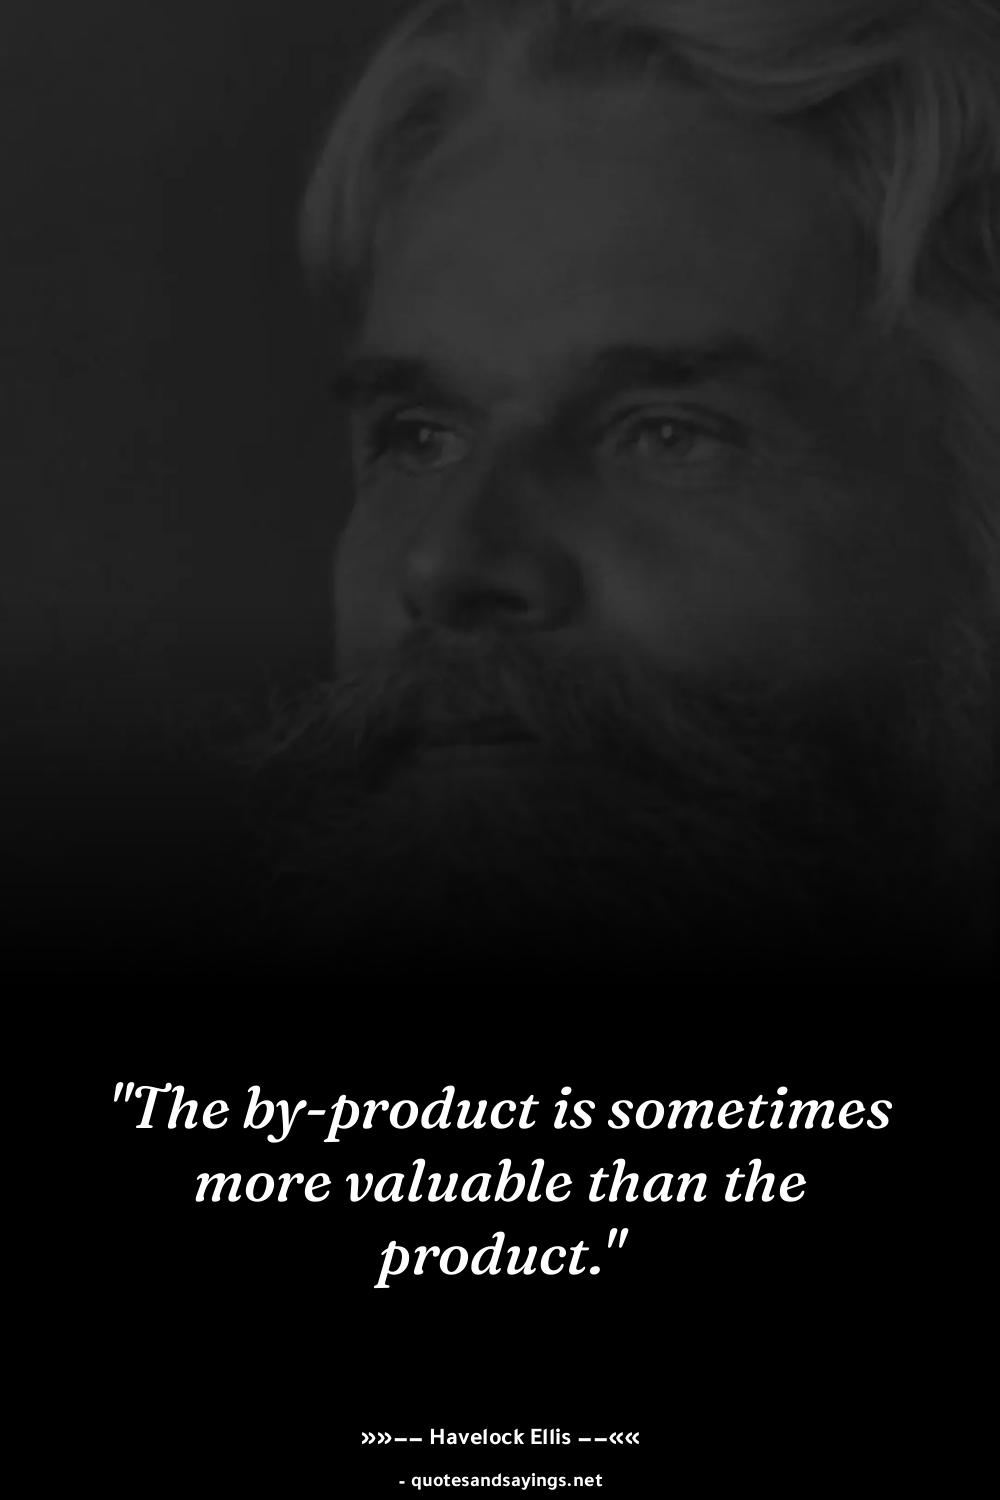 "The by-product is sometimes
more valuable than the
product."
»»−− Havelock Ellis −−««
- quotesandsayings.net